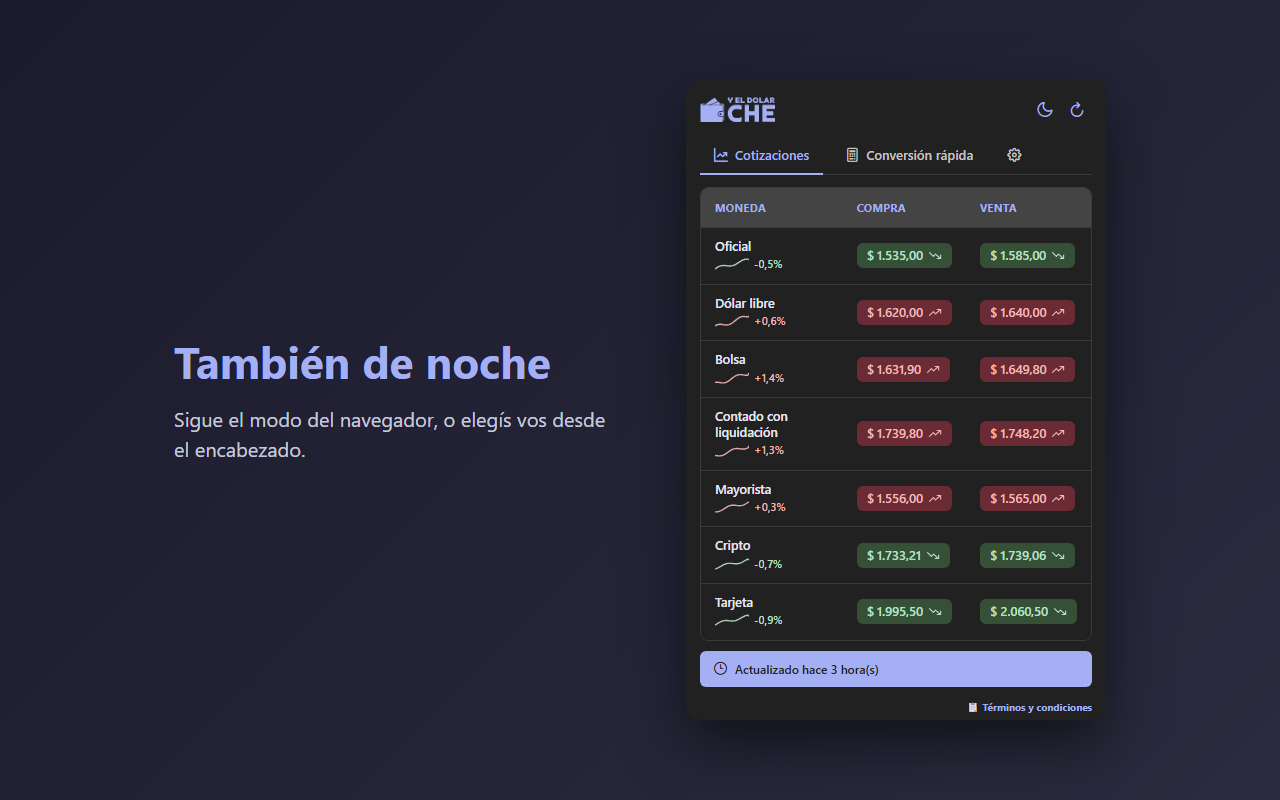 También de noche
Sigue el modo del navegador, o elegís vos desde
el encabezado.
Y EL DOLAR
CHE
Cotizaciones
Conversión rápida
MONEDA COMPRA VENTA
Oficial
-0,5%
$ 1.535,00
$ 1.585,00
Dólar libre
+0,6%
$ 1.620,00
$ 1.640,00
Bolsa
+1,4%
$ 1.631,90
$ 1.649,80
Contado con
liquidación
+1,3%
$ 1.739,80
$ 1.748,20
Mayorista
+0,3%
$ 1.556,00
$ 1.565,00
Cripto
-0,7%
$ 1.733,21
$ 1.739,06
Tarjeta
-0,9%
$ 1.995,50
$ 2.060,50
Actualizado hace 3 hora(s)
Términos y condiciones